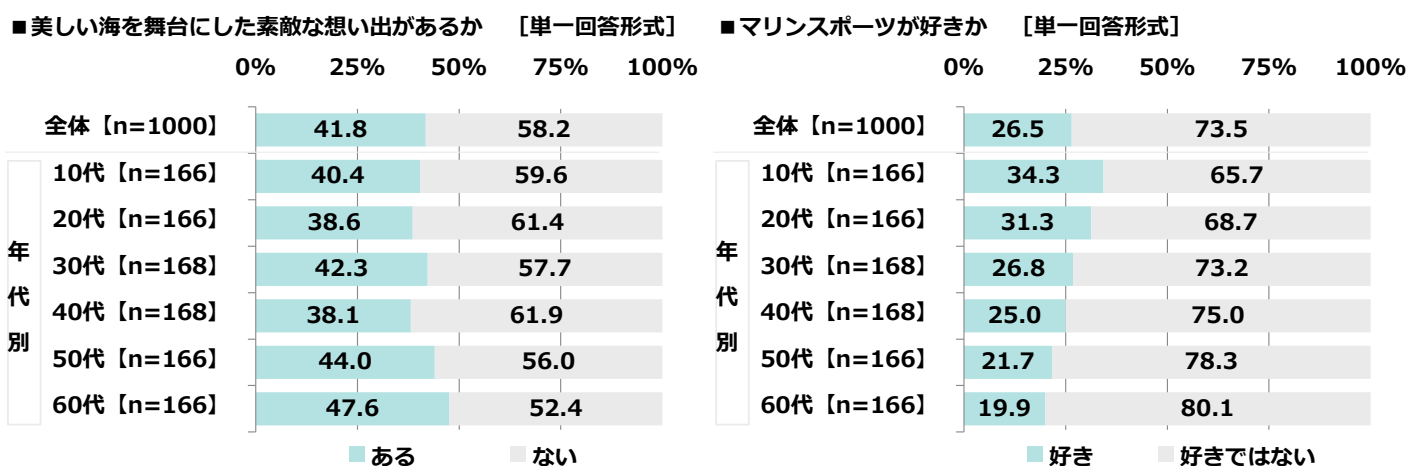 ■美しい海を舞台にした素敵な想い出があるか ［単一回答形式］
0% 25% 50% 75% 100%
全体【n=1000】 41.8 58.2
年代別
10代【n=166】 40.4 59.6
20代【n=166】 38.6 61.4
30代【n=168】 42.3 57.7
40代【n=168】 38.1 61.9
50代【n=166】 44.0 56.0
60代【n=166】 47.6 52.4
ある ない
■マリンスポーツが好きか ［単一回答形式］
0% 25% 50% 75% 100%
全体【n=1000】 26.5 73.5
年代別
10代【n=166】 34.3 65.7
20代【n=166】 31.3 68.7
30代【n=168】 26.8 73.2
40代【n=168】 25.0 75.0
50代【n=166】 21.7 78.3
60代【n=166】 19.9 80.1
好き 好きではない